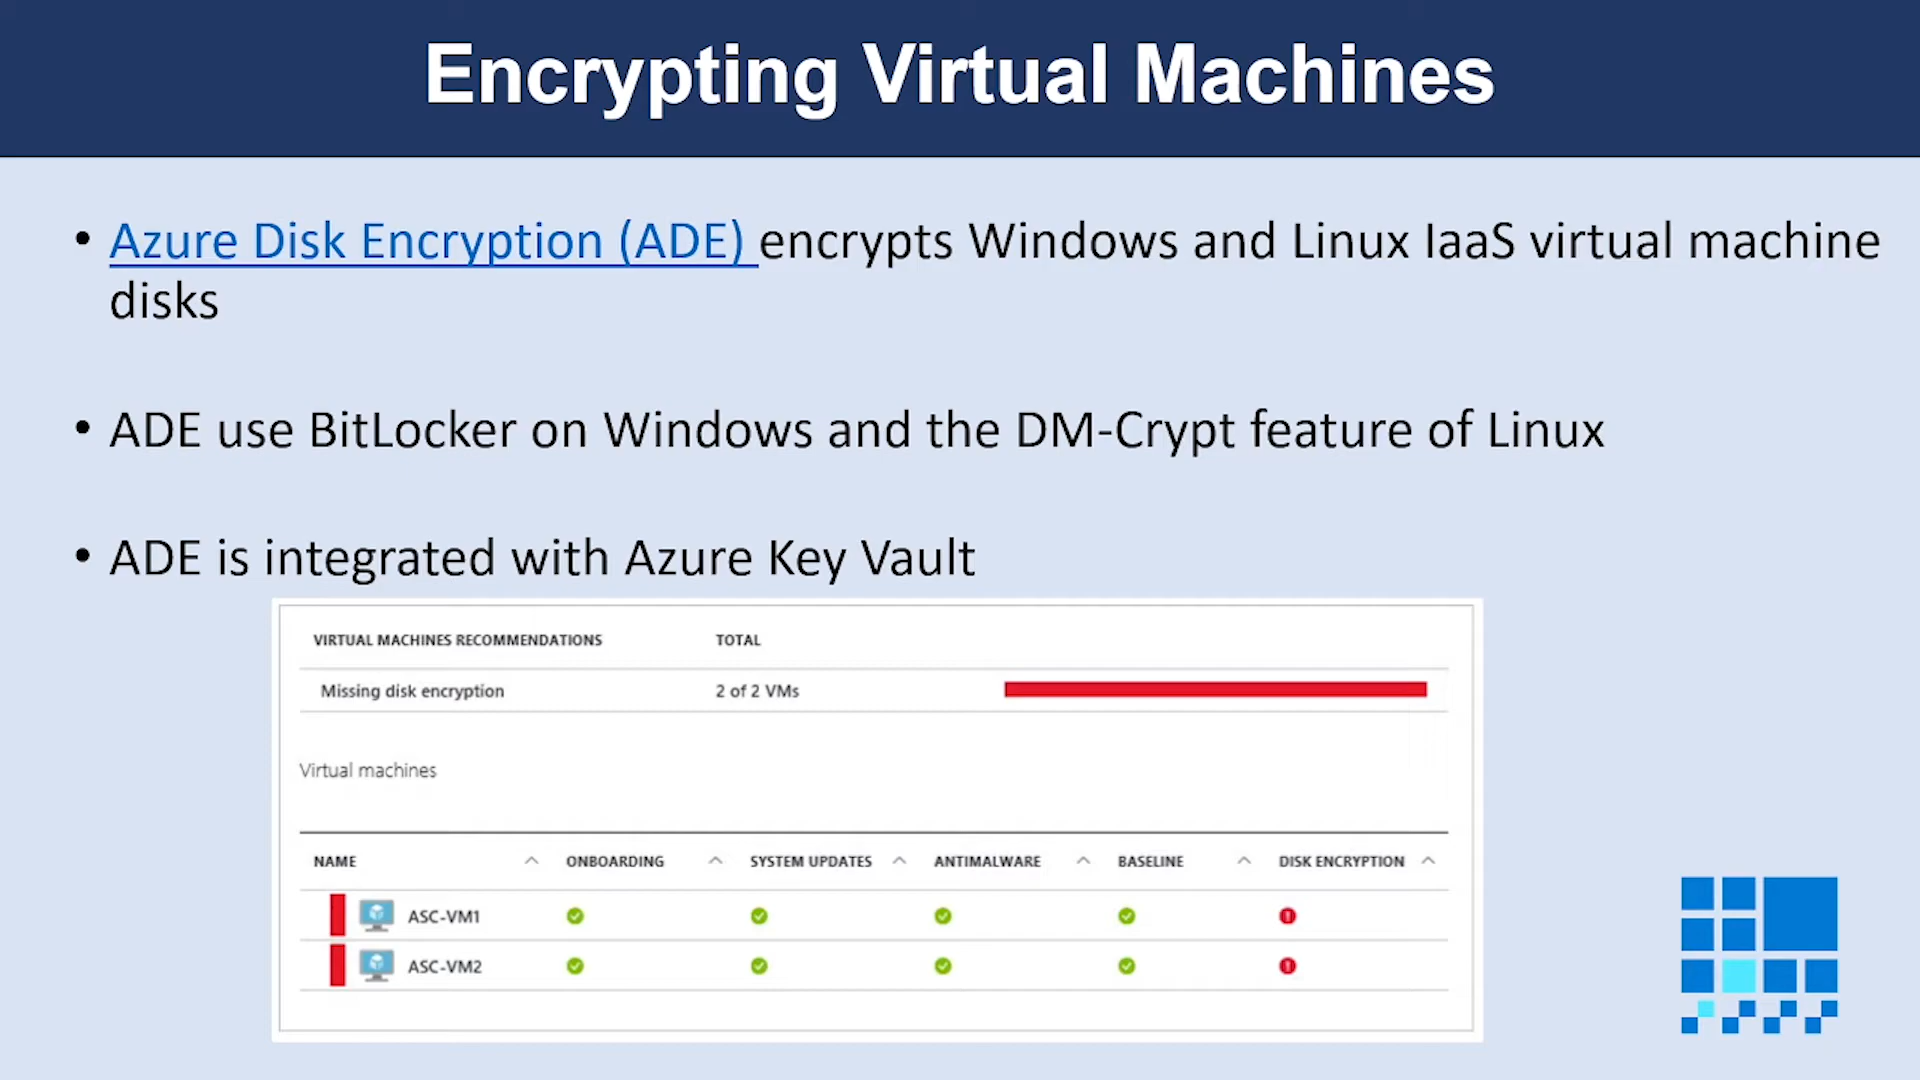 Encrypting Virtual Machines
• Azure Disk Encryption (ADE) encrypts Windows and Linux IaaS virtual machine
disks
• ADE use BitLocker on Windows and the DM-Crypt feature of Linux
• ADE is integrated with Azure Key Vault
VIRTUAL MACHINES RECOMMENDATIONS TOTAL
Missing disk encryption 2 of 2 VMs
Virtual machines
NAME ONBOARDING SYSTEM UPDATES ANTIMALWARE BASELINE DISK ENCRYPTION
ASC-VM1
ASC-VM2